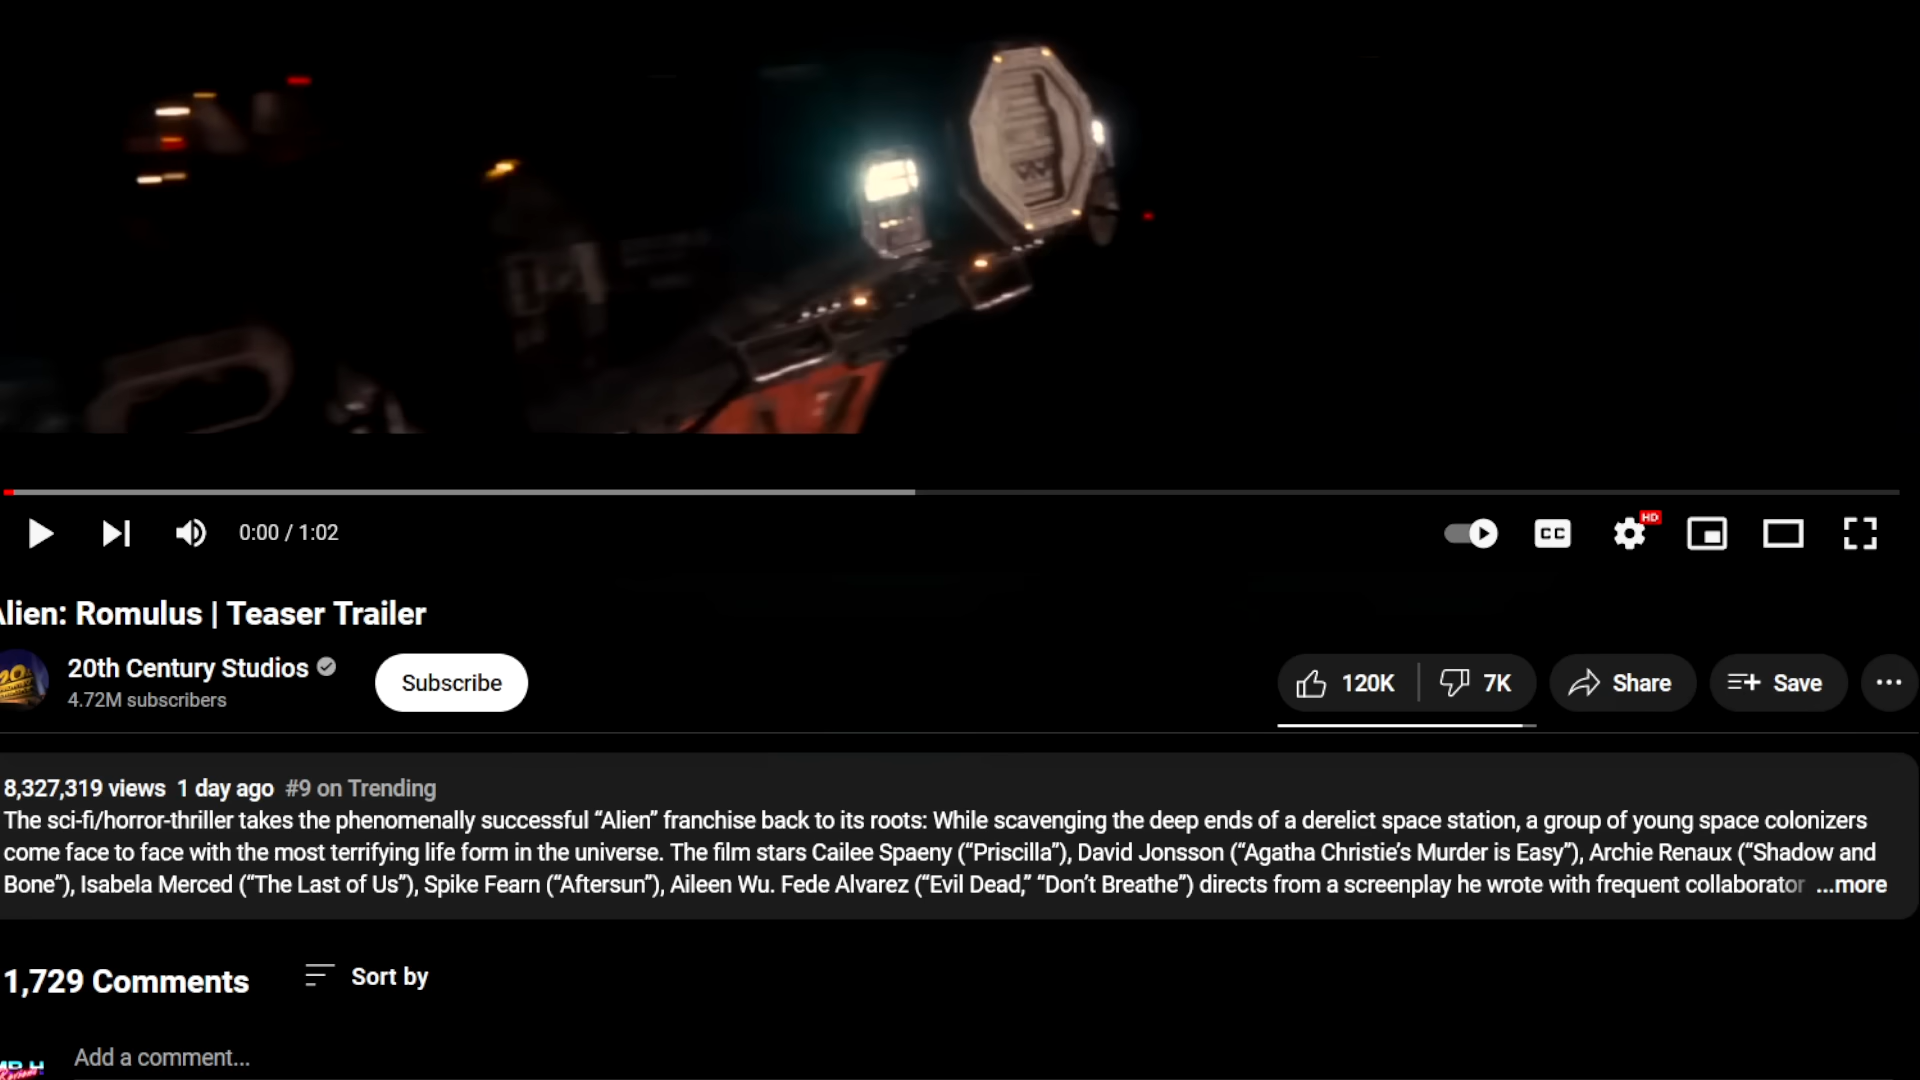 0:00 / 1:02
CC
HD
Alien: Romulus | Teaser Trailer
20th Century Studios
4.72M subscribers
Subscribe
120K
7K
Share
Save
8,327,319 views 1 day ago #9 on Trending
The sci-fi/horror-thriller takes the phenomenally successful “Alien” franchise back to its roots: While scavenging the deep ends of a derelict space station, a group of young space colonizers
come face to face with the most terrifying life form in the universe. The film stars Cailee Spaeny (“Priscilla”), David Jonsson (“Agatha Christie’s Murder is Easy”), Archie Renaux (“Shadow and
Bone”), Isabela Merced (“The Last of Us”), Spike Fearn (“Aftersun”), Aileen Wu. Fede Alvarez (“Evil Dead,” “Don’t Breathe”) directs from a screenplay he wrote with frequent collaborator ...more
1,729 Comments
Sort by
Add a comment...